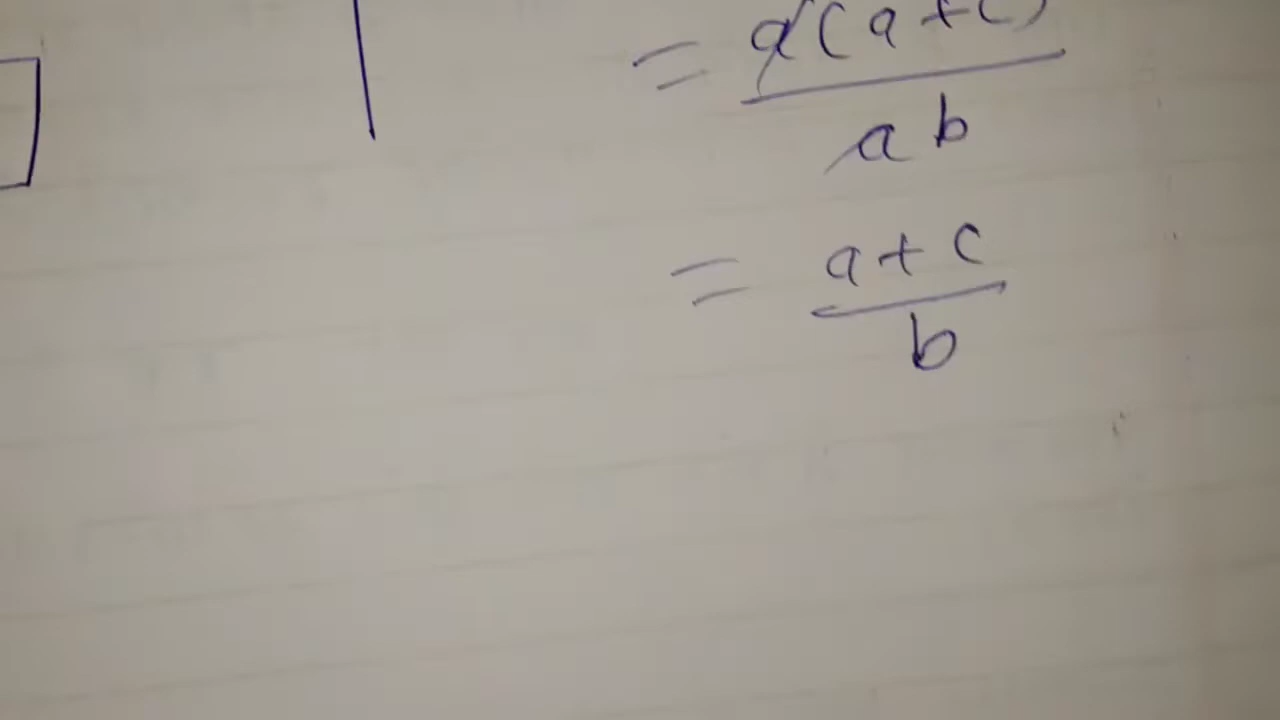 = a(a+c)
ab
= a+c
b